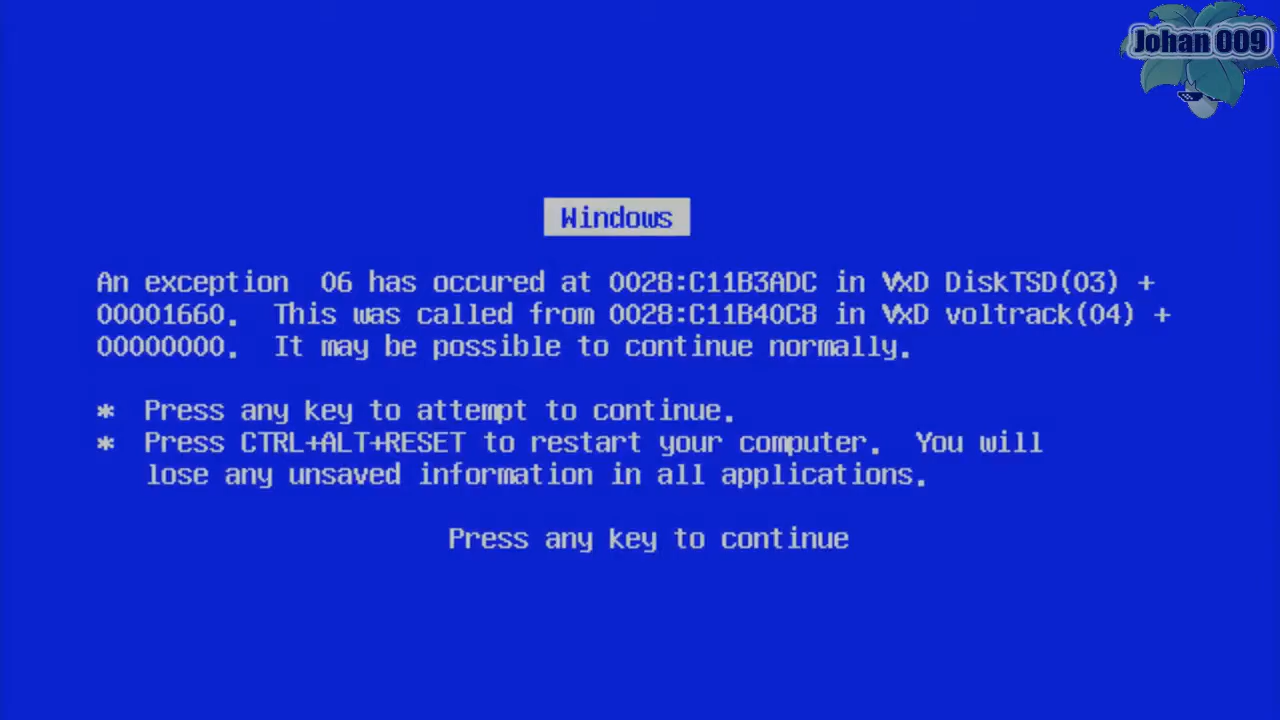 Johan 009
Windows
An exception  06 has occured at 0028:C11B3ADC in VxD DiskTSD(03) +
00001660.  This was called from 0028:C11B40C8 in VxD voltrack(04) +
00000000.  It may be possible to continue normally.
*  Press any key to attempt to continue.
*  Press CTRL+ALT+RESET to restart your computer.  You will
lose any unsaved information in all applications.
Press any key to continue